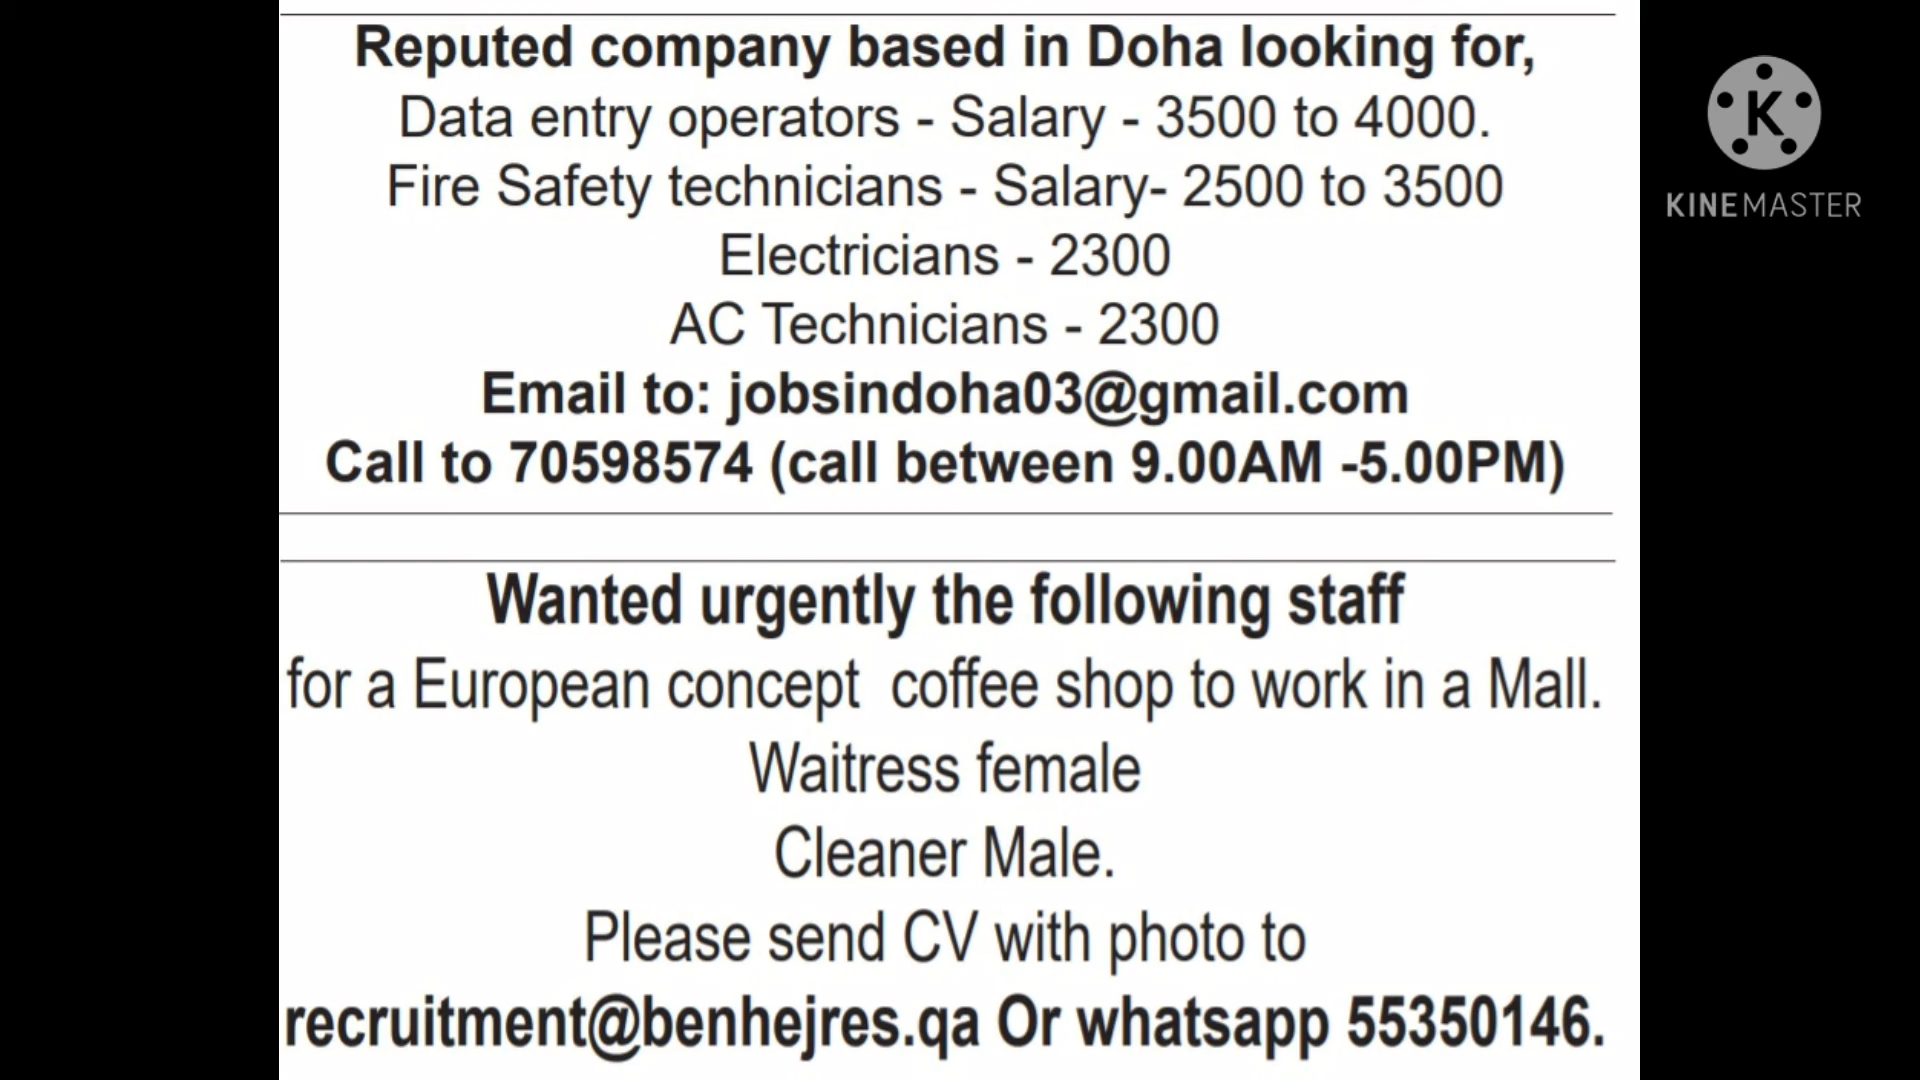 Reputed company based in Doha looking for,
Data entry operators - Salary - 3500 to 4000.
Fire Safety technicians - Salary- 2500 to 3500
Electricians - 2300
AC Technicians - 2300
Email to: jobsindoha03@gmail.com
Call to 70598574 (call between 9.00AM -5.00PM)
Wanted urgently the following staff
for a European concept  coffee shop to work in a Mall.
Waitress female
Cleaner Male.
Please send CV with photo to
recruitment@benhejres.qa Or whatsapp 55350146.
K
KINEMASTER